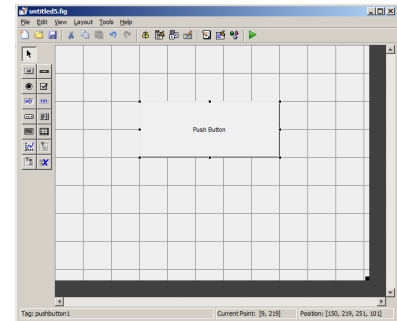 untitled5.fig
File Edit View Layout Tools Help
Push Button
Tag: pushbutton1 Current Point: [9, 219] Position: [150, 219, 251, 101]